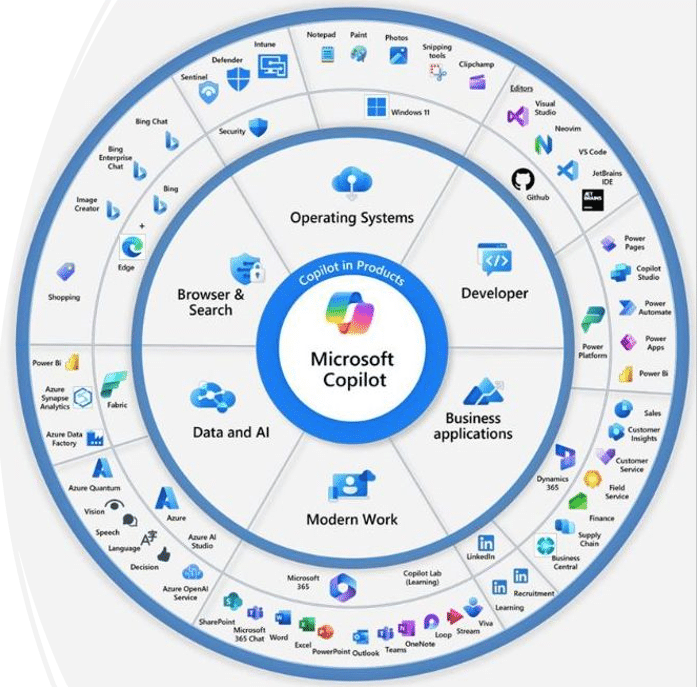 Copilot in Products
Microsoft
Copilot
Operating Systems
Developer
Business
applications
Modern Work
Data and AI
Browser &
Search
Windows 11
Notepad
Paint
Photos
Snipping
tools
Clipchamp
Editors
Visual
Studio
Neovim
VS Code
JetBrains
IDE
JET
BRAINS
Github
Power
Platform
Power
Pages
Copilot
Studio
Power
Automate
Power
Apps
Power Bi
Dynamics
365
Sales
Customer
Insights
Customer
Service
Field
Service
Finance
Supply
Chain
Business
Central
LinkedIn
in
in
in
Recruitment
Learning
Microsoft
365
Copilot Lab
(Learning)
SharePoint
Microsoft
365 Chat
Word
Excel
PowerPoint
Outlook
Teams
OneNote
Loop
Stream
Viva
Azure
Azure AI
Studio
Azure Quantum
Vision
Speech
Language
Decision
Azure OpenAI
Service
Fabric
Power Bi
Azure
Synapse
Analytics
Azure Data
Factory
Bing
+
Edge
Bing Chat
Bing
Enterprise
Chat
Image
Creator
Shopping
Security
Sentinel
Defender
Intune